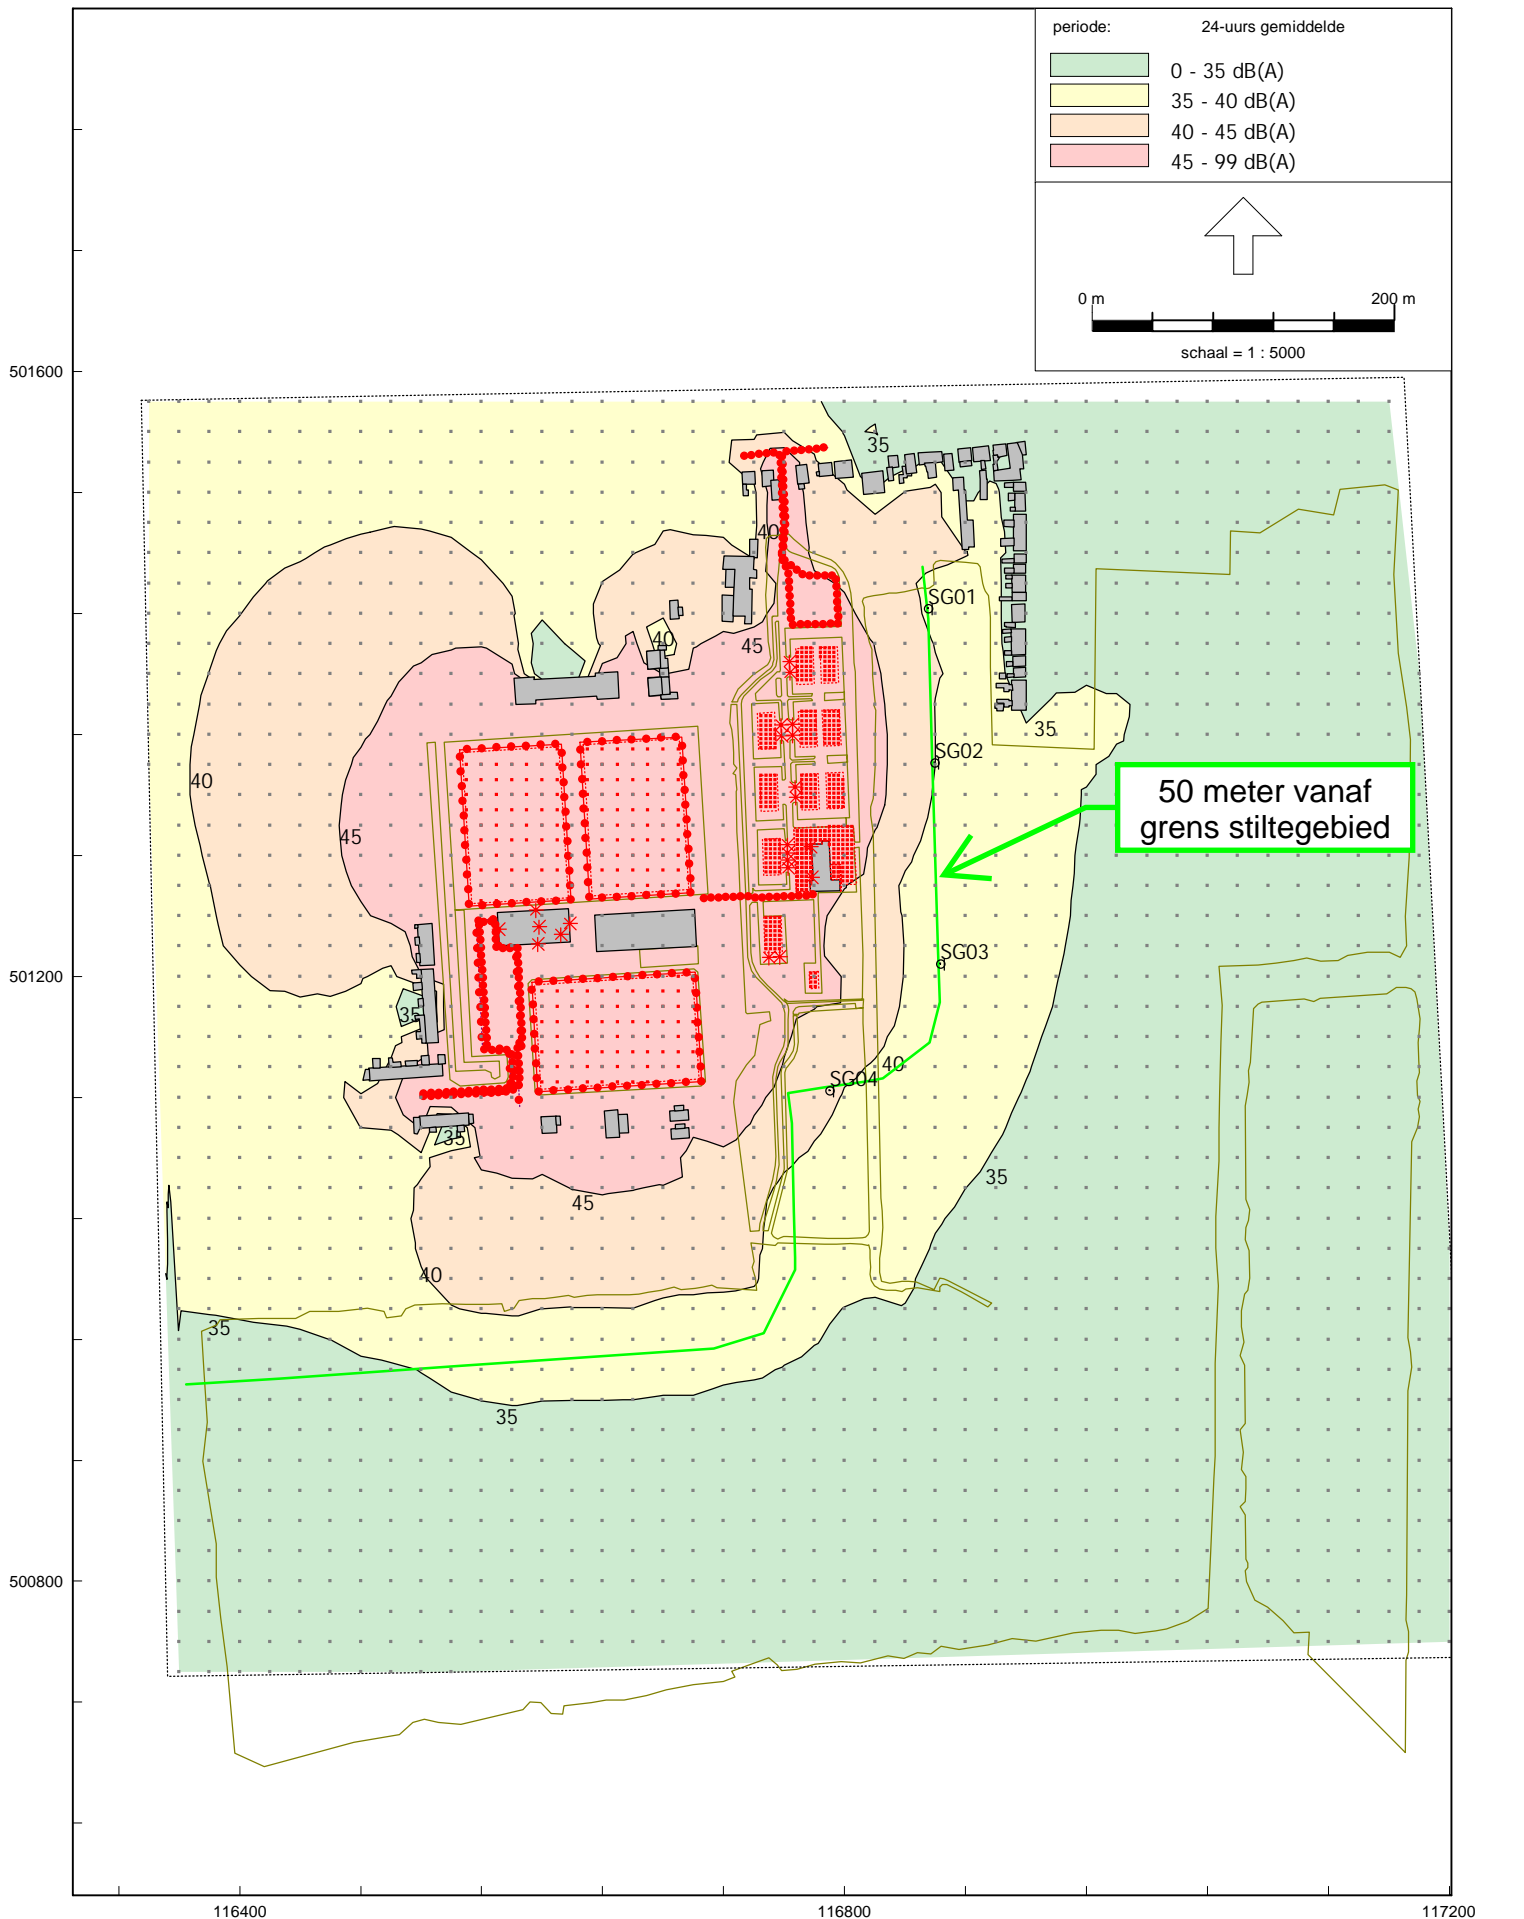 periode: 24-uurs gemiddelde
0 - 35 dB(A)
35 - 40 dB(A)
40 - 45 dB(A)
45 - 99 dB(A)
0 m 200 m
schaal = 1 : 5000
501600
35
40
SG01
40
45
35
SG02
40
50 meter vanaf
grens stiltegebied
45
SG03
501200
35
40
SG04
35
35
45
40
35
35
500800
116400 116800 117200